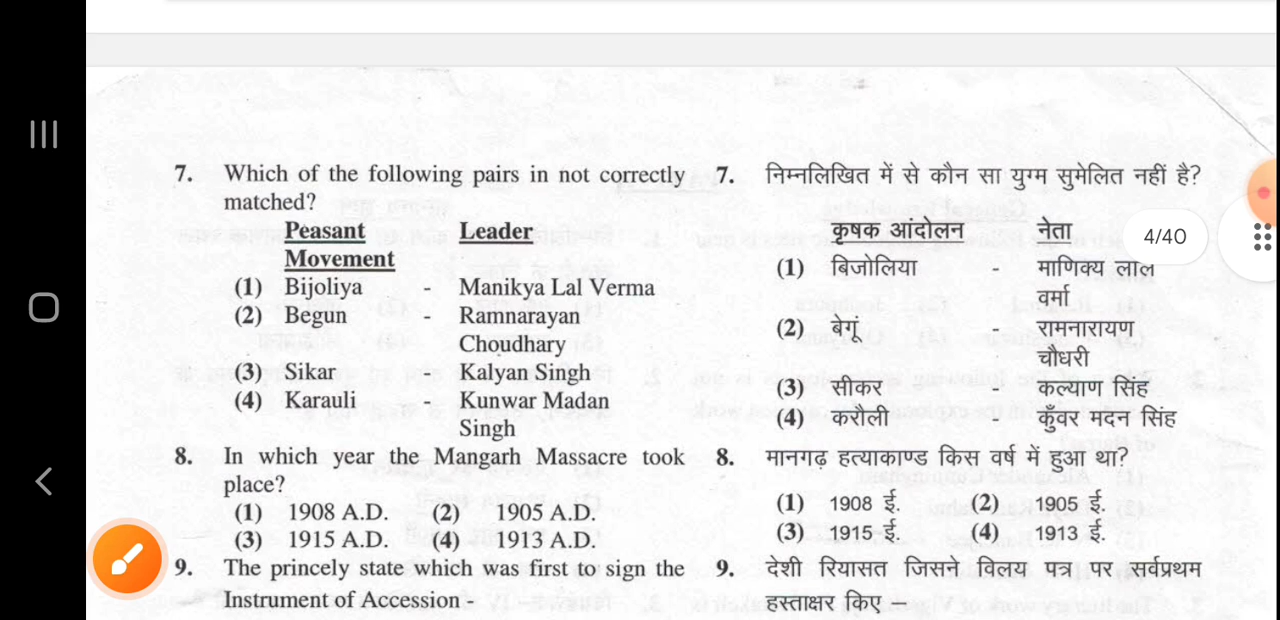 7. Which of the following pairs in not correctly
matched?
Peasant Leader
Movement
(1) Bijoliya - Manikya Lal Verma
(2) Begun - Ramnarayan
Choudhary
(3) Sikar - Kalyan Singh
(4) Karauli - Kunwar Madan
Singh
8. In which year the Mangarh Massacre took
place?
(1) 1908 A.D. (2) 1905 A.D.
(3) 1915 A.D. (4) 1913 A.D.
9. The princely state which was first to sign the
Instrument of Accession -
7. निम्नलिखित में से कौन सा युग्म सुमेलित नहीं है?
कृषक आंदोलन नेता
(1) बिजोलिया - माणिक्य लाल
वर्मा
(2) बेगू - रामनारायण
चौधरी
(3) सीकर - कल्याण सिंह
(4) करौली - कुँवर मदन सिंह
8. मानगढ़ हत्याकाण्ड किस वर्ष में हुआ था?
(1) 1908 ई. (2) 1905 ई.
(3) 1915 ई. (4) 1913 ई.
9. देशी रियासत जिसने विलय पत्र पर सर्वप्रथम
हस्ताक्षर किए –
4/40